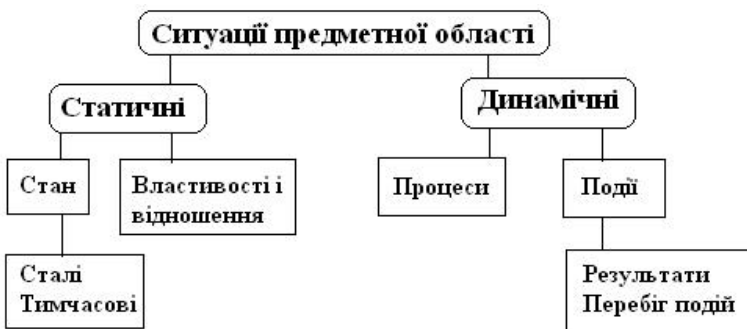 Ситуації предметної області
Статичні
Динамічні
Стан
Властивості і
відношення
Процеси
Події
Сталі
Тимчасові
Результати
Перебіг подій